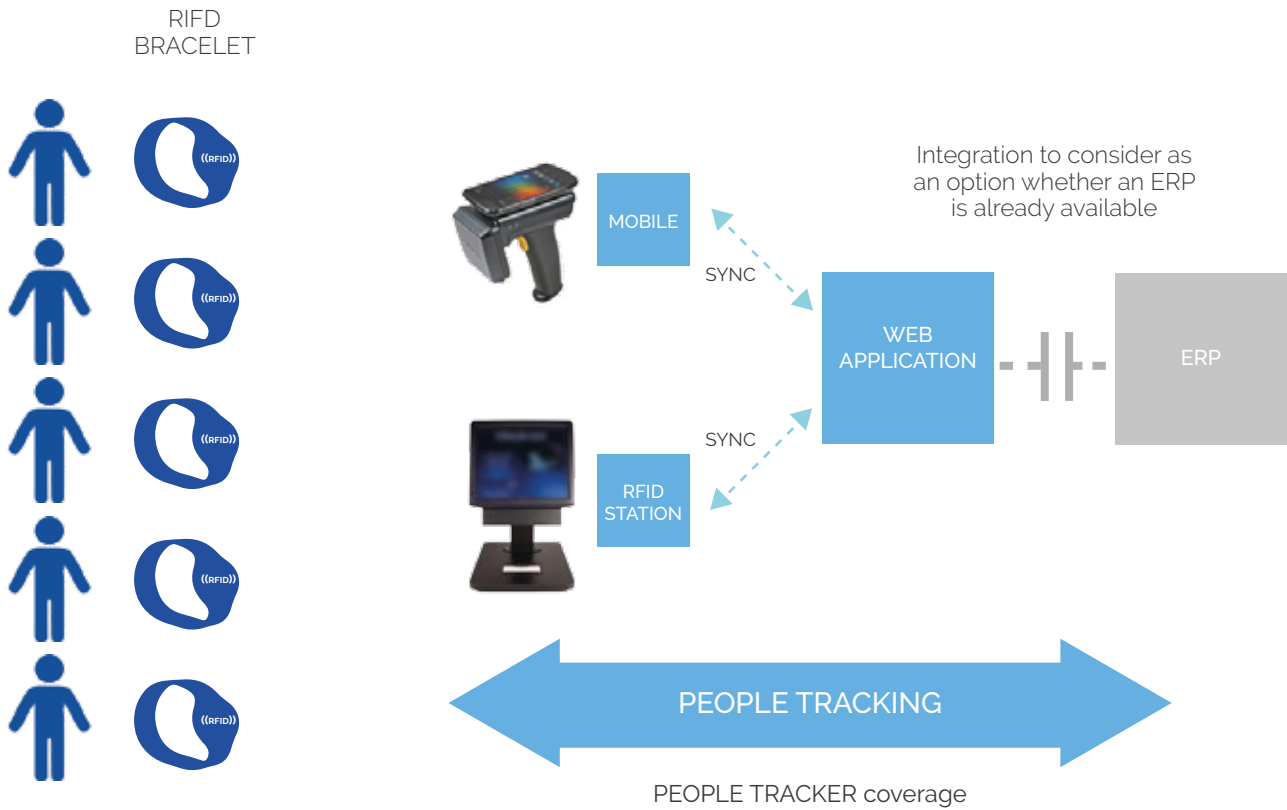 RIFD
BRACELET
((RFID))
((RFID))
((RFID))
((RFID))
((RFID))
MOBILE
SYNC
Integration to consider as
an option whether an ERP
is already available
WEB
APPLICATION
ERP
SYNC
RFID
STATION
PEOPLE TRACKING
PEOPLE TRACKER coverage